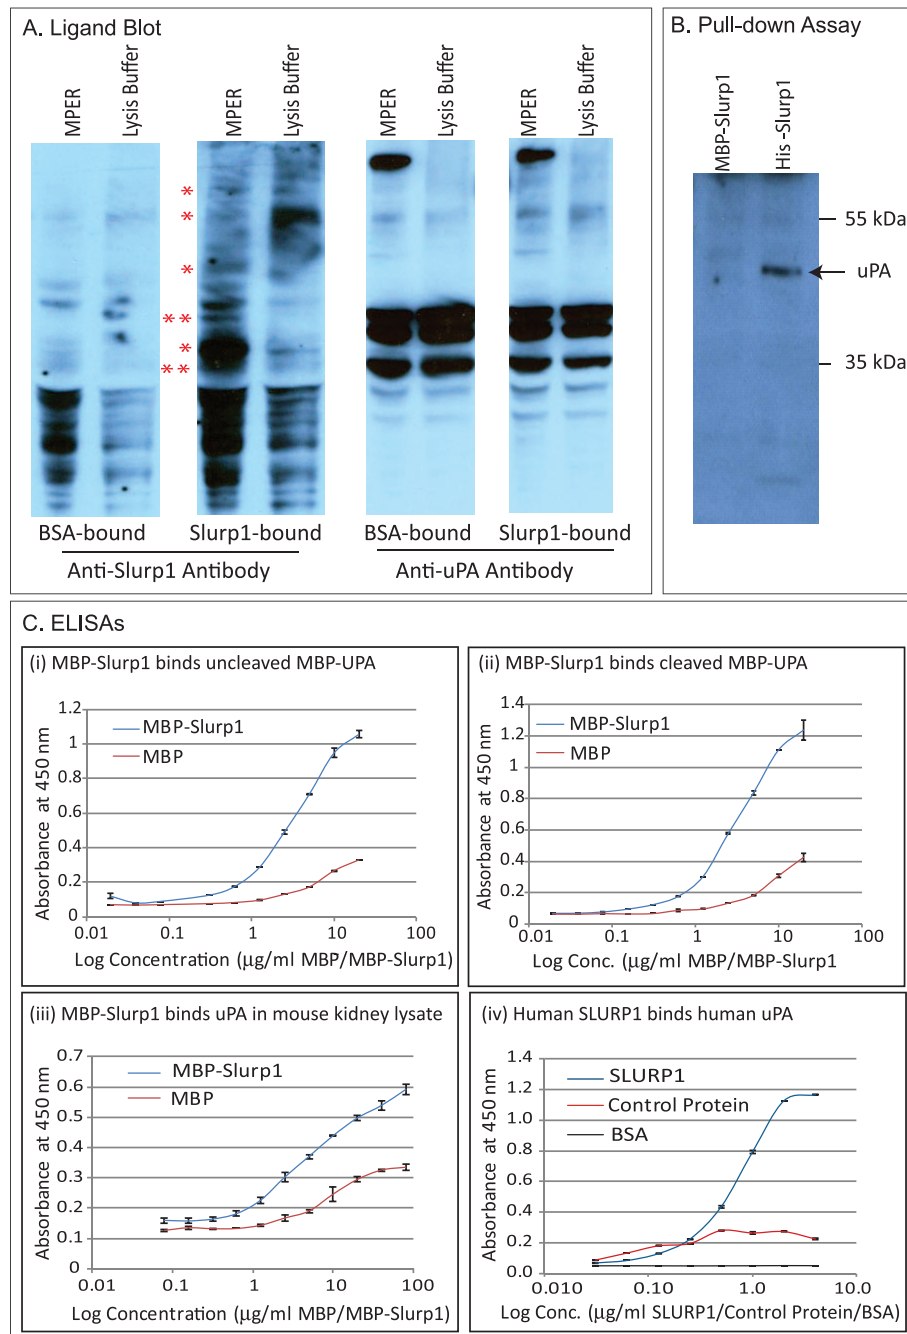 A. Ligand Blot
MPER
Lysis Buffer
MPER
Lysis Buffer
MPER
Lysis Buffer
MPER
Lysis Buffer
*
*
*
**
*
**
BSA-bound
Slurp1-bound
BSA-bound
Slurp1-bound
Anti-Slurp1 Antibody
Anti-uPA Antibody
B. Pull-down Assay
MBP-Slurp1
His -Slurp1
55 kDa
uPA
35 kDa
C. ELISAs
(i) MBP-Slurp1 binds uncleaved MBP-UPA
Absorbance at 450 nm
1.2
1
0.8
0.6
0.4
0.2
0
MBP-Slurp1
MBP
0.01
0.1
1
10
100
Log Concentration (µg/ml MBP/MBP-Slurp1)
(ii) MBP-Slurp1 binds cleaved MBP-UPA
Absorbance at 450 nm
1.4
1.2
1
0.8
0.6
0.4
0.2
0
MBP-Slurp1
MBP
0.01
0.1
1
10
100
Log Conc. (µg/ml MBP/MBP-Slurp1
(iii) MBP-Slurp1 binds uPA in mouse kidney lysate
Absorbance at 450 nm
0.7
0.6
0.5
0.4
0.3
0.2
0.1
0
MBP-Slurp1
MBP
0.01
0.1
1
10
100
Log Concentration (µg/ml MBP/MBP-Slurp1)
(iv) Human SLURP1 binds human uPA
Absorbance at 450 nm
1.4
1.2
1.0
0.8
0.6
0.4
0.2
0.0
SLURP1
Control Protein
BSA
0.010
0.10
1.0
10.0
Log Conc. (µg/ml SLURP1/Control Protein/BSA)